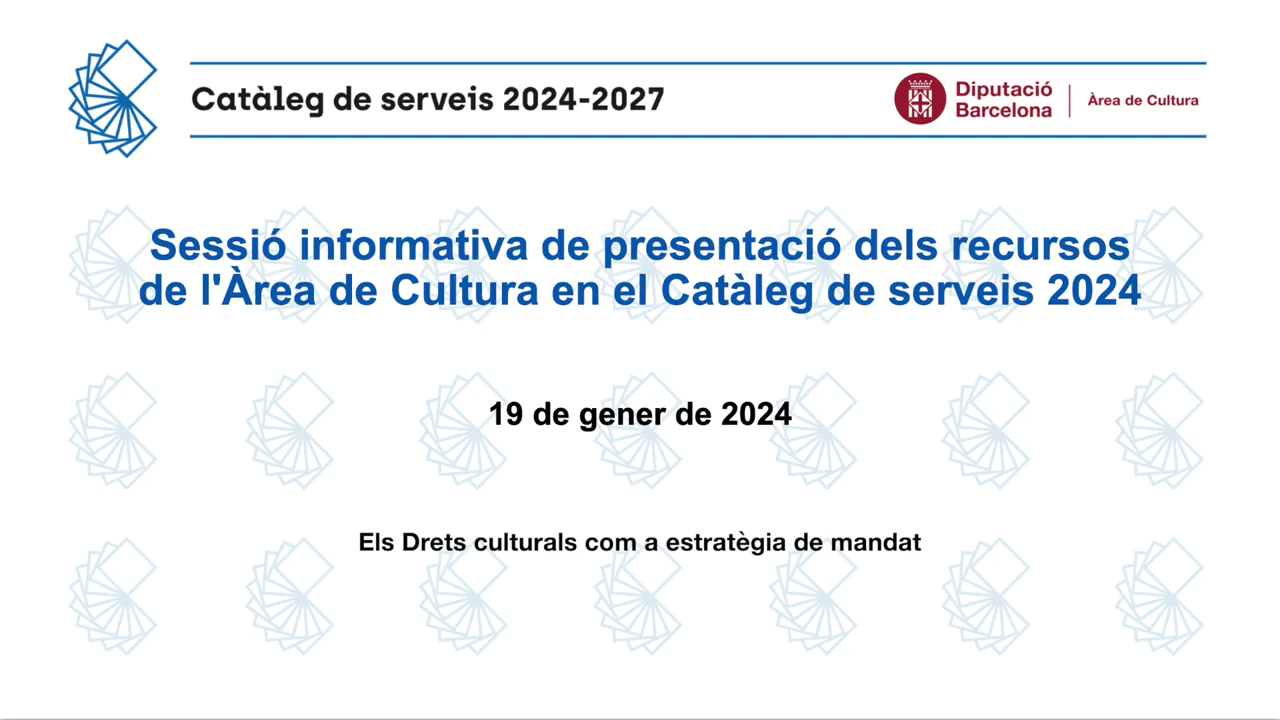 Catàleg de serveis 2024-2027
Diputació
Barcelona
Àrea de Cultura
Sessió informativa de presentació dels recursos
de l'Àrea de Cultura en el Catàleg de serveis 2024
19 de gener de 2024
Els Drets culturals com a estratègia de mandat